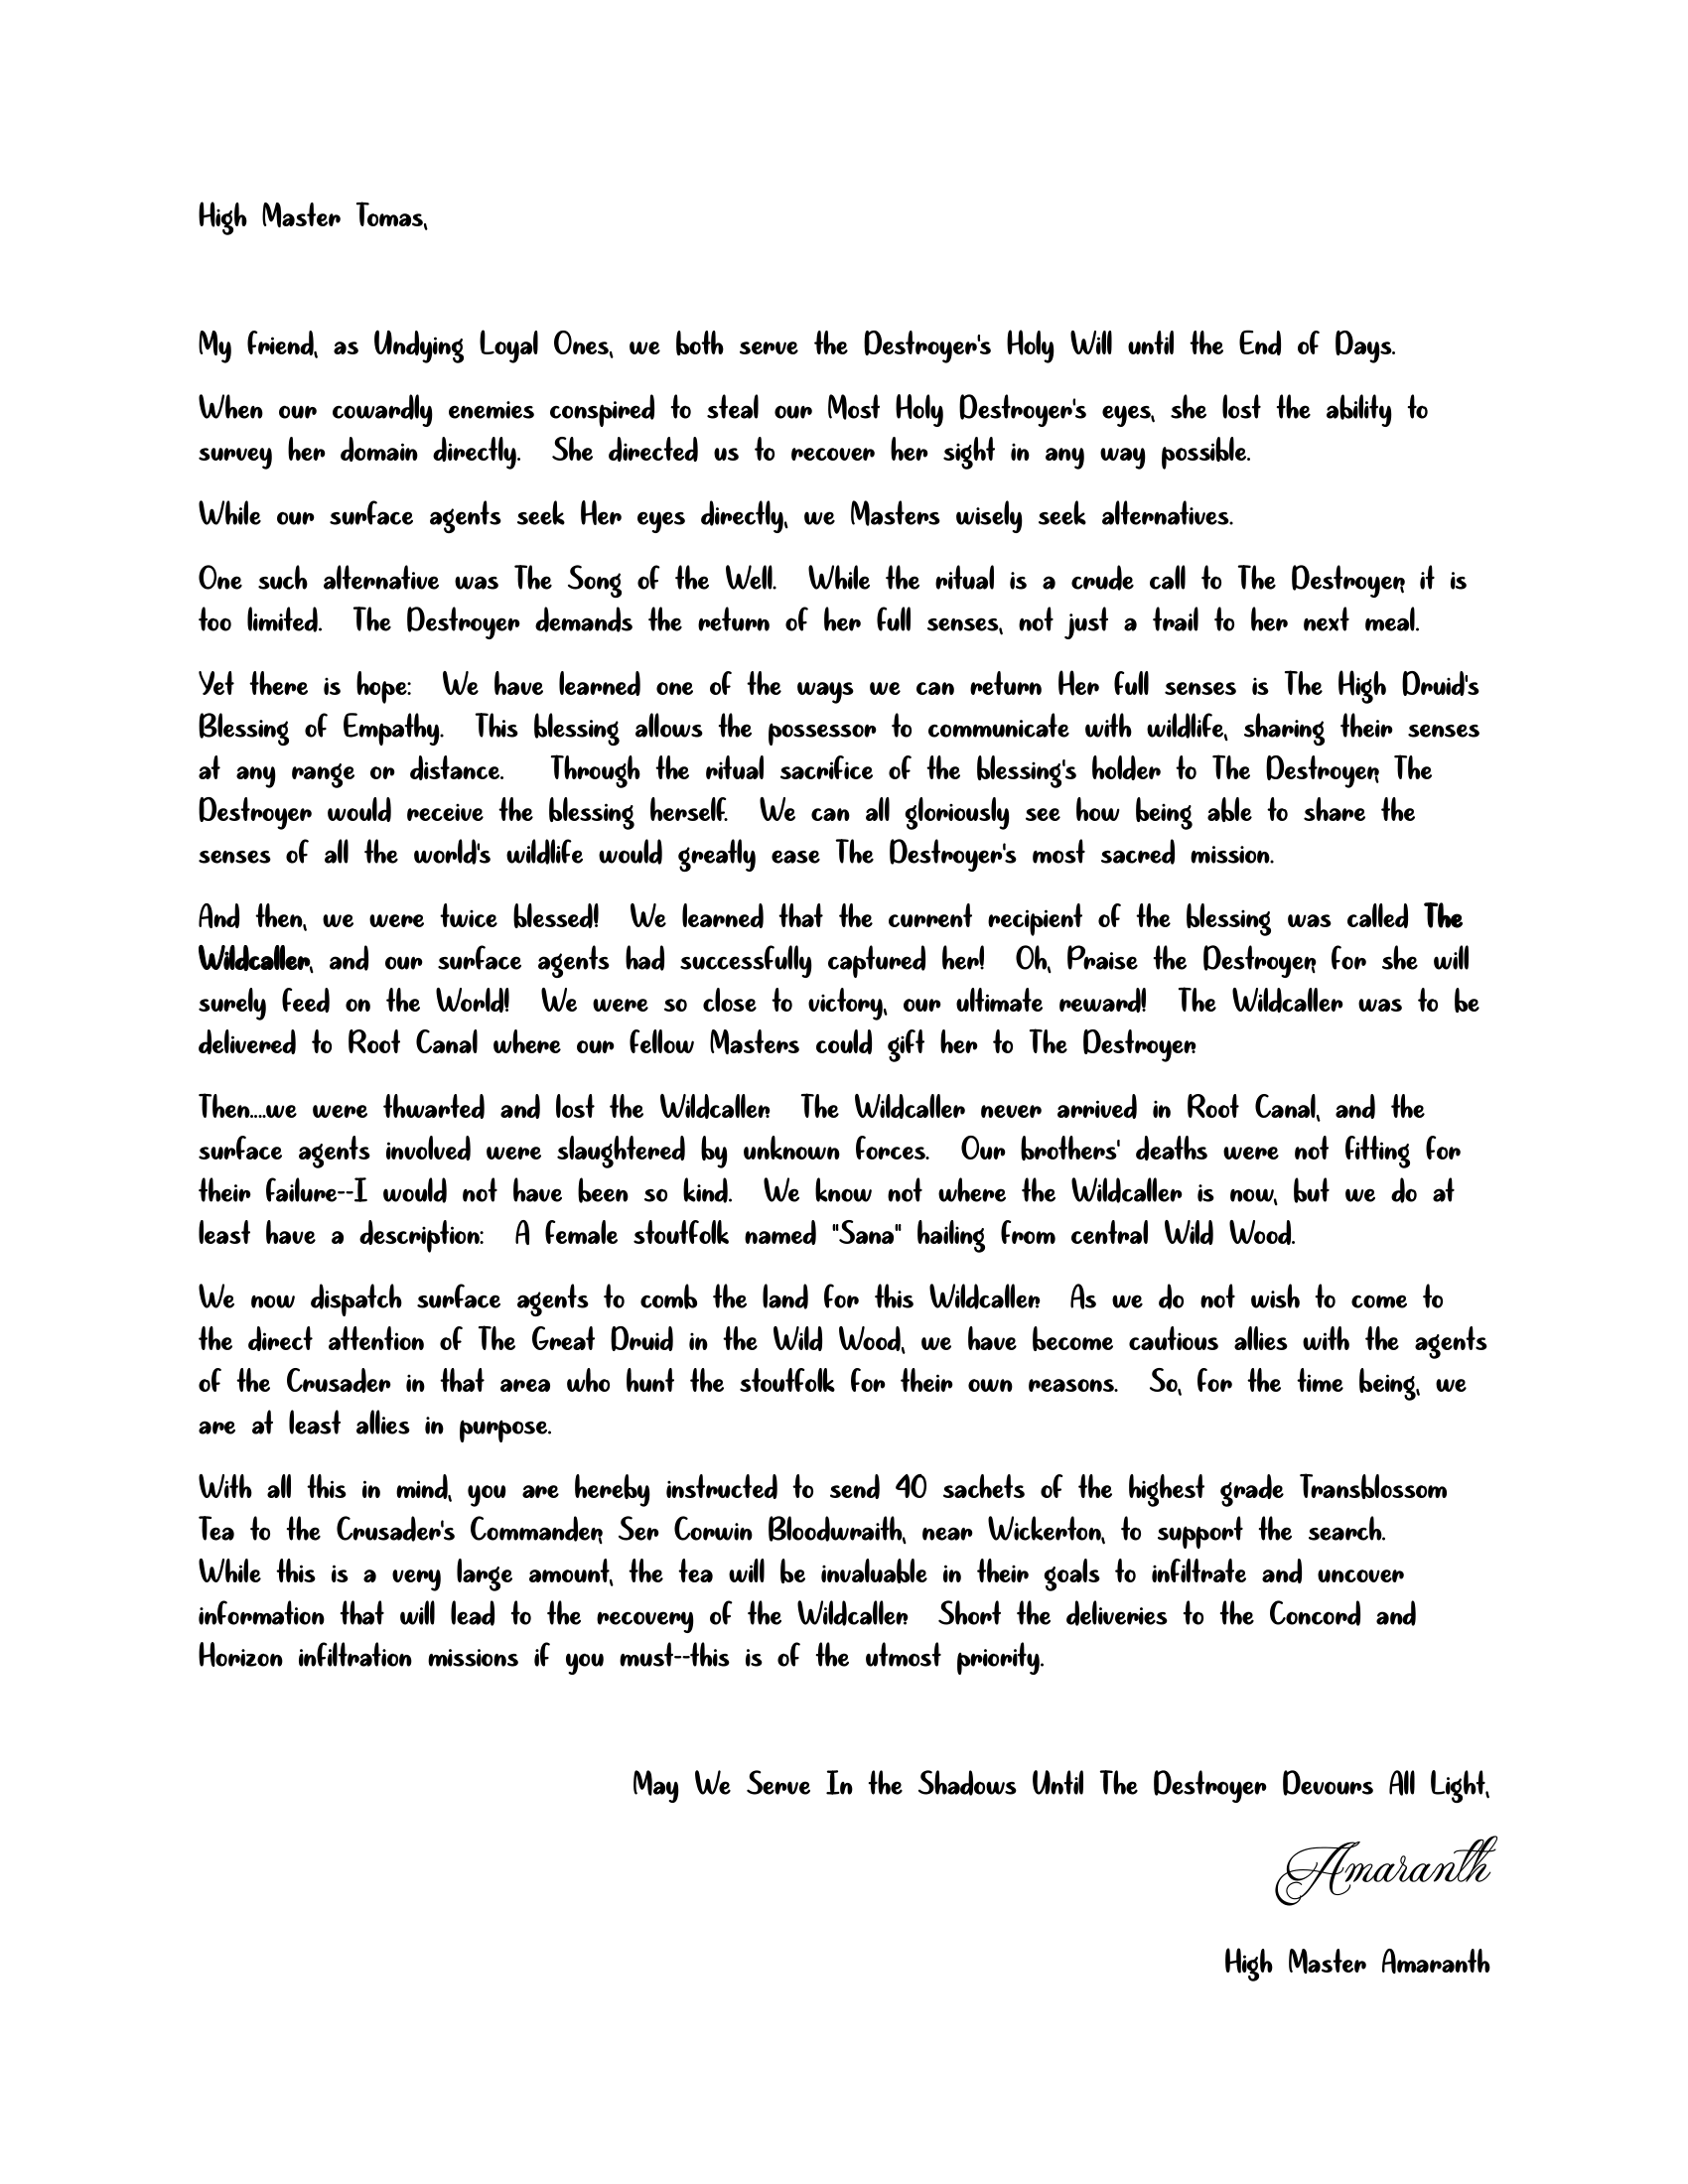 High Master Tomas,
My friend, as Undying Loyal Ones, we both serve the Destroyer's Holy Will until the End of Days.
When our cowardly enemies conspired to steal our Most Holy Destroyer's eyes, she lost the ability to
survey her domain directly. She directed us to recover her sight in any way possible.
While our surface agents seek Her eyes directly, we Masters wisely seek alternatives.
One such alternative was The Song of the Well. While the ritual is a crude call to The Destroyer, it is
too limited. The Destroyer demands the return of her full senses, not just a trail to her next meal.
Yet there is hope: We have learned one of the ways we can return Her full senses is The High Druid's
Blessing of Empathy. This blessing allows the possessor to communicate with wildlife, sharing their senses
at any range or distance. Through the ritual sacrifice of the blessing's holder to The Destroyer, The
Destroyer would receive the blessing herself. We can all gloriously see how being able to share the
senses of all the world's wildlife would greatly ease The Destroyer's most sacred mission.
And then, we were twice blessed! We learned that the current recipient of the blessing was called The
Wildcaller, and our surface agents had successfully captured her! Oh, Praise the Destroyer, for she will
surely feed on the World! We were so close to victory, our ultimate reward! The Wildcaller was to be
delivered to Root Canal where our fellow Masters could gift her to The Destroyer.
Then....we were thwarted and lost the Wildcaller. The Wildcaller never arrived in Root Canal, and the
surface agents involved were slaughtered by unknown forces. Our brothers' deaths were not fitting for
their failure--I would not have been so kind. We know not where the Wildcaller is now, but we do at
least have a description: A female stoutfolk named "Sana" hailing from central Wild Wood.
We now dispatch surface agents to comb the land for this Wildcaller. As we do not wish to come to
the direct attention of The Great Druid in the Wild Wood, we have become cautious allies with the agents
of the Crusader in that area who hunt the stoutfolk for their own reasons. So, for the time being, we
are at least allies in purpose.
With all this in mind, you are hereby instructed to send 40 sachets of the highest grade Transblossom
Tea to the Crusader's Commander, Ser Corwin Bloodwraith, near Wickerton, to support the search.
While this is a very large amount, the tea will be invaluable in their goals to infiltrate and uncover
information that will lead to the recovery of the Wildcaller. Short the deliveries to the Concord and
Horizon infiltration missions if you must--this is of the utmost priority.
May We Serve In the Shadows Until The Destroyer Devours All Light,
Amaranth
High Master Amaranth